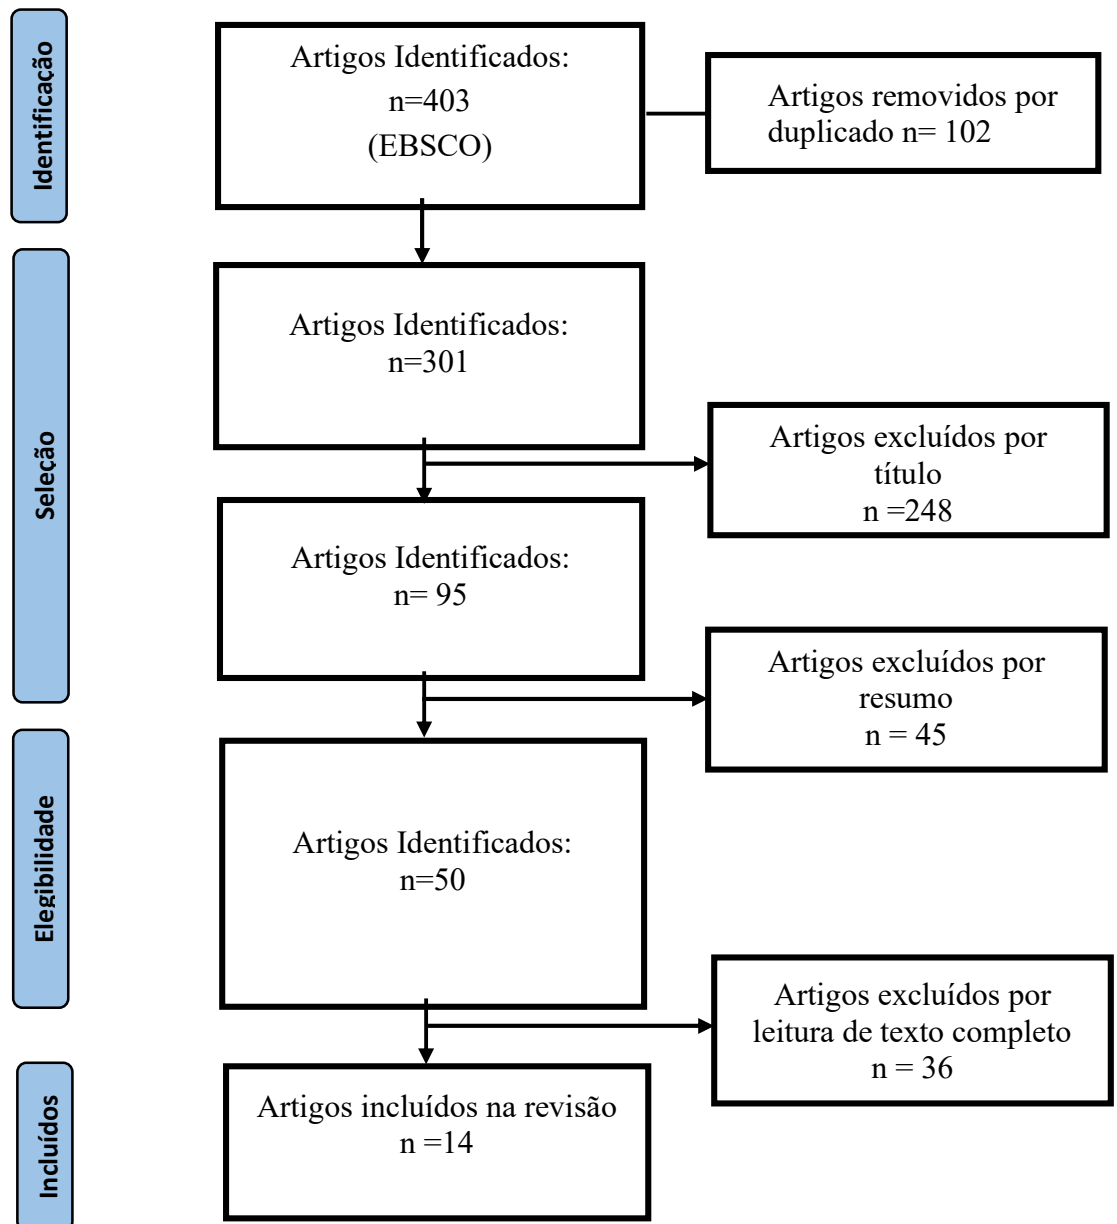 Identificação
Artigos Identificados:
n=403
(EBSCO)
Artigos removidos por
duplicado n= 102
Seleção
Artigos Identificados:
n=301
Artigos excluídos por
título
n =248
Artigos Identificados:
n= 95
Artigos excluídos por
resumo
n = 45
Elegibilidade
Artigos Identificados:
n=50
Artigos excluídos por
leitura de texto completo
n = 36
Incluídos
Artigos incluídos na revisão
n =14